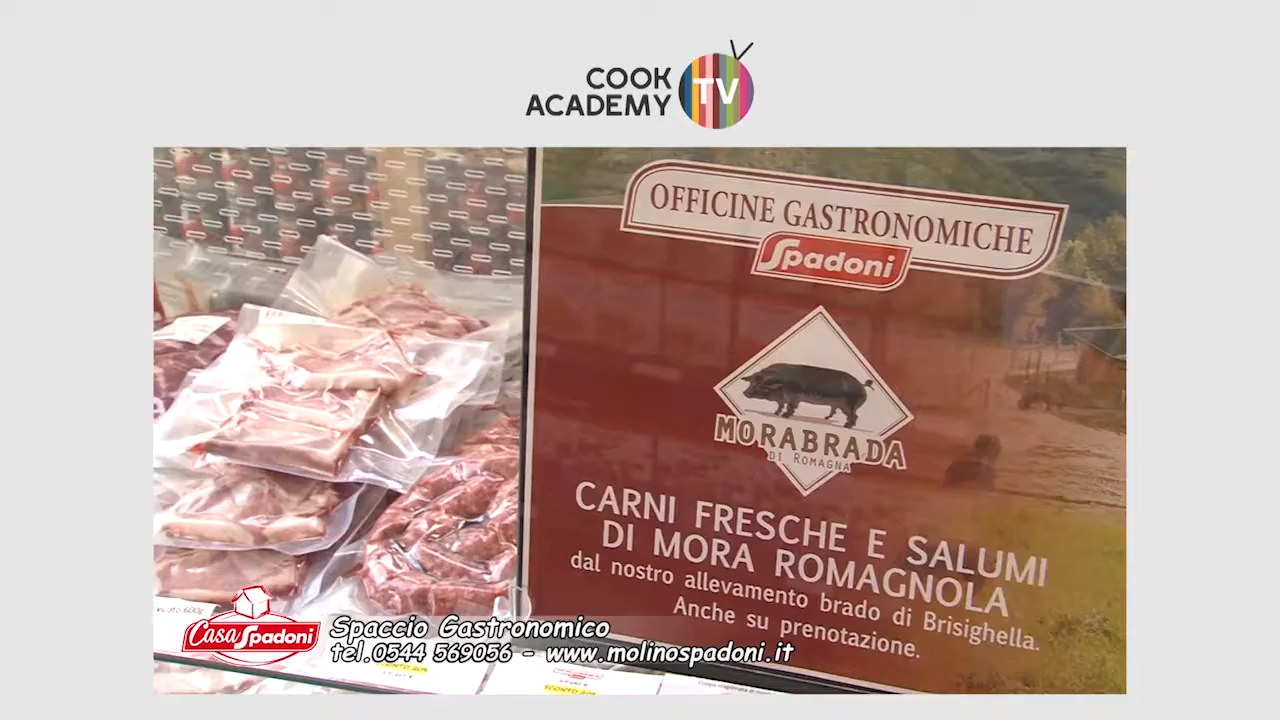 COOK
ACADEMY
TV
OFFICINE GASTRONOMICHE
Spadoni
MORABRADA
DI ROMAGNA
CARNI FRESCHE E SALUMI
DI MORA ROMAGNOLA
dal nostro allevamento brado di Brisighella.
Anche su prenotazione.
Casa Spadoni
Spaccio Gastronomico
tel.0544 569056 - www.molinospadoni.it